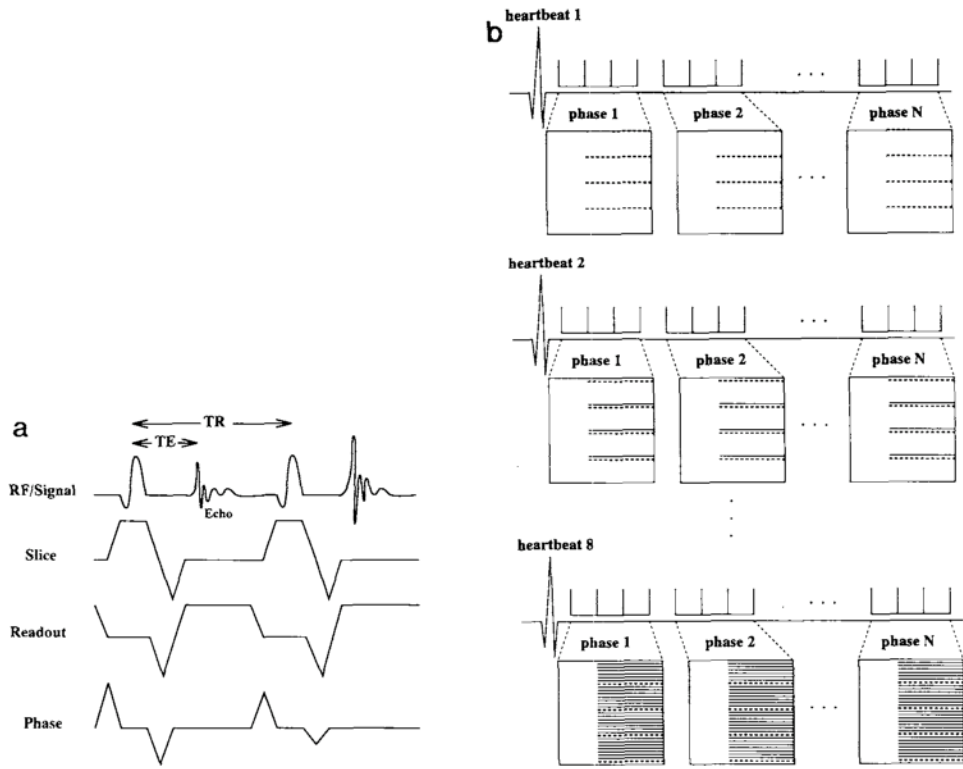 a
TR
TE
RF/Signal
Echo
Slice
Readout
Phase
b
heartbeat 1
. . .
phase 1 phase 2 phase N
. . .
heartbeat 2
. . .
phase 1 phase 2 phase N
. . .
heartbeat 8
. . .
phase 1 phase 2 phase N
. . .